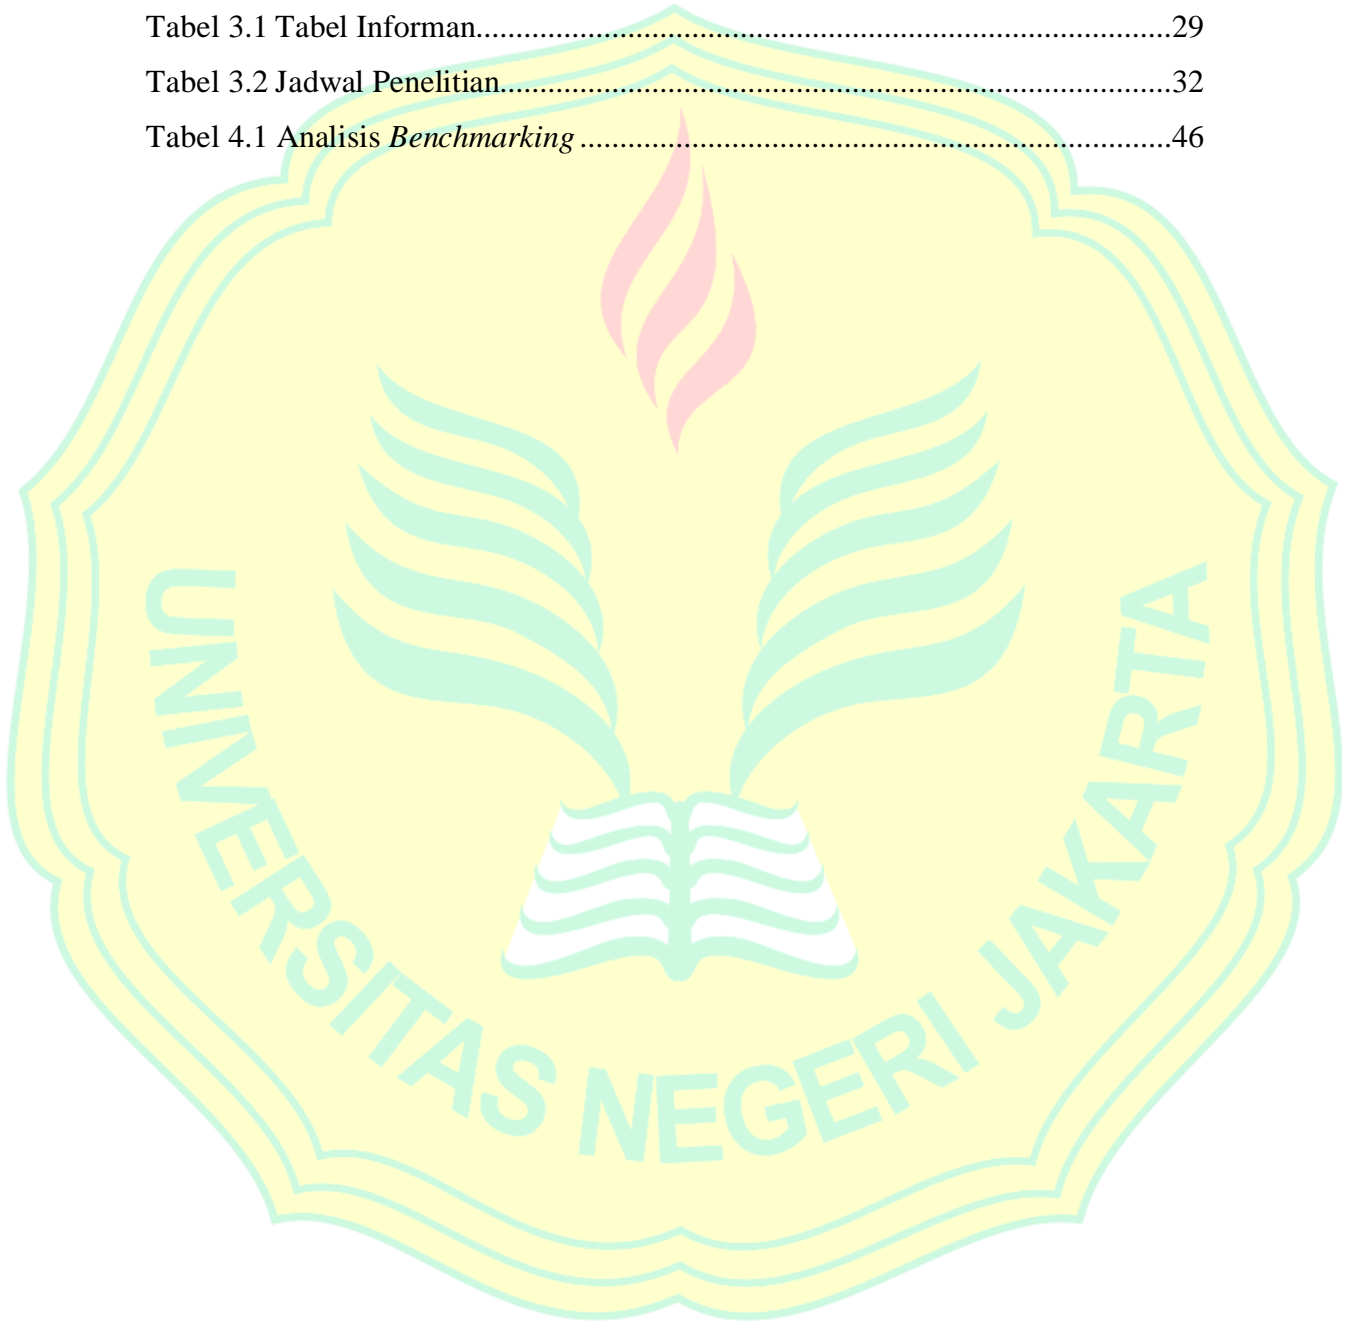 Tabel 3.1 Tabel Informan.......................................................................................29
Tabel 3.2 Jadwal Penelitian....................................................................................32
Tabel 4.1 Analisis Benchmarking ..........................................................................46
UNIVERSITAS NEGERI JAKARTA